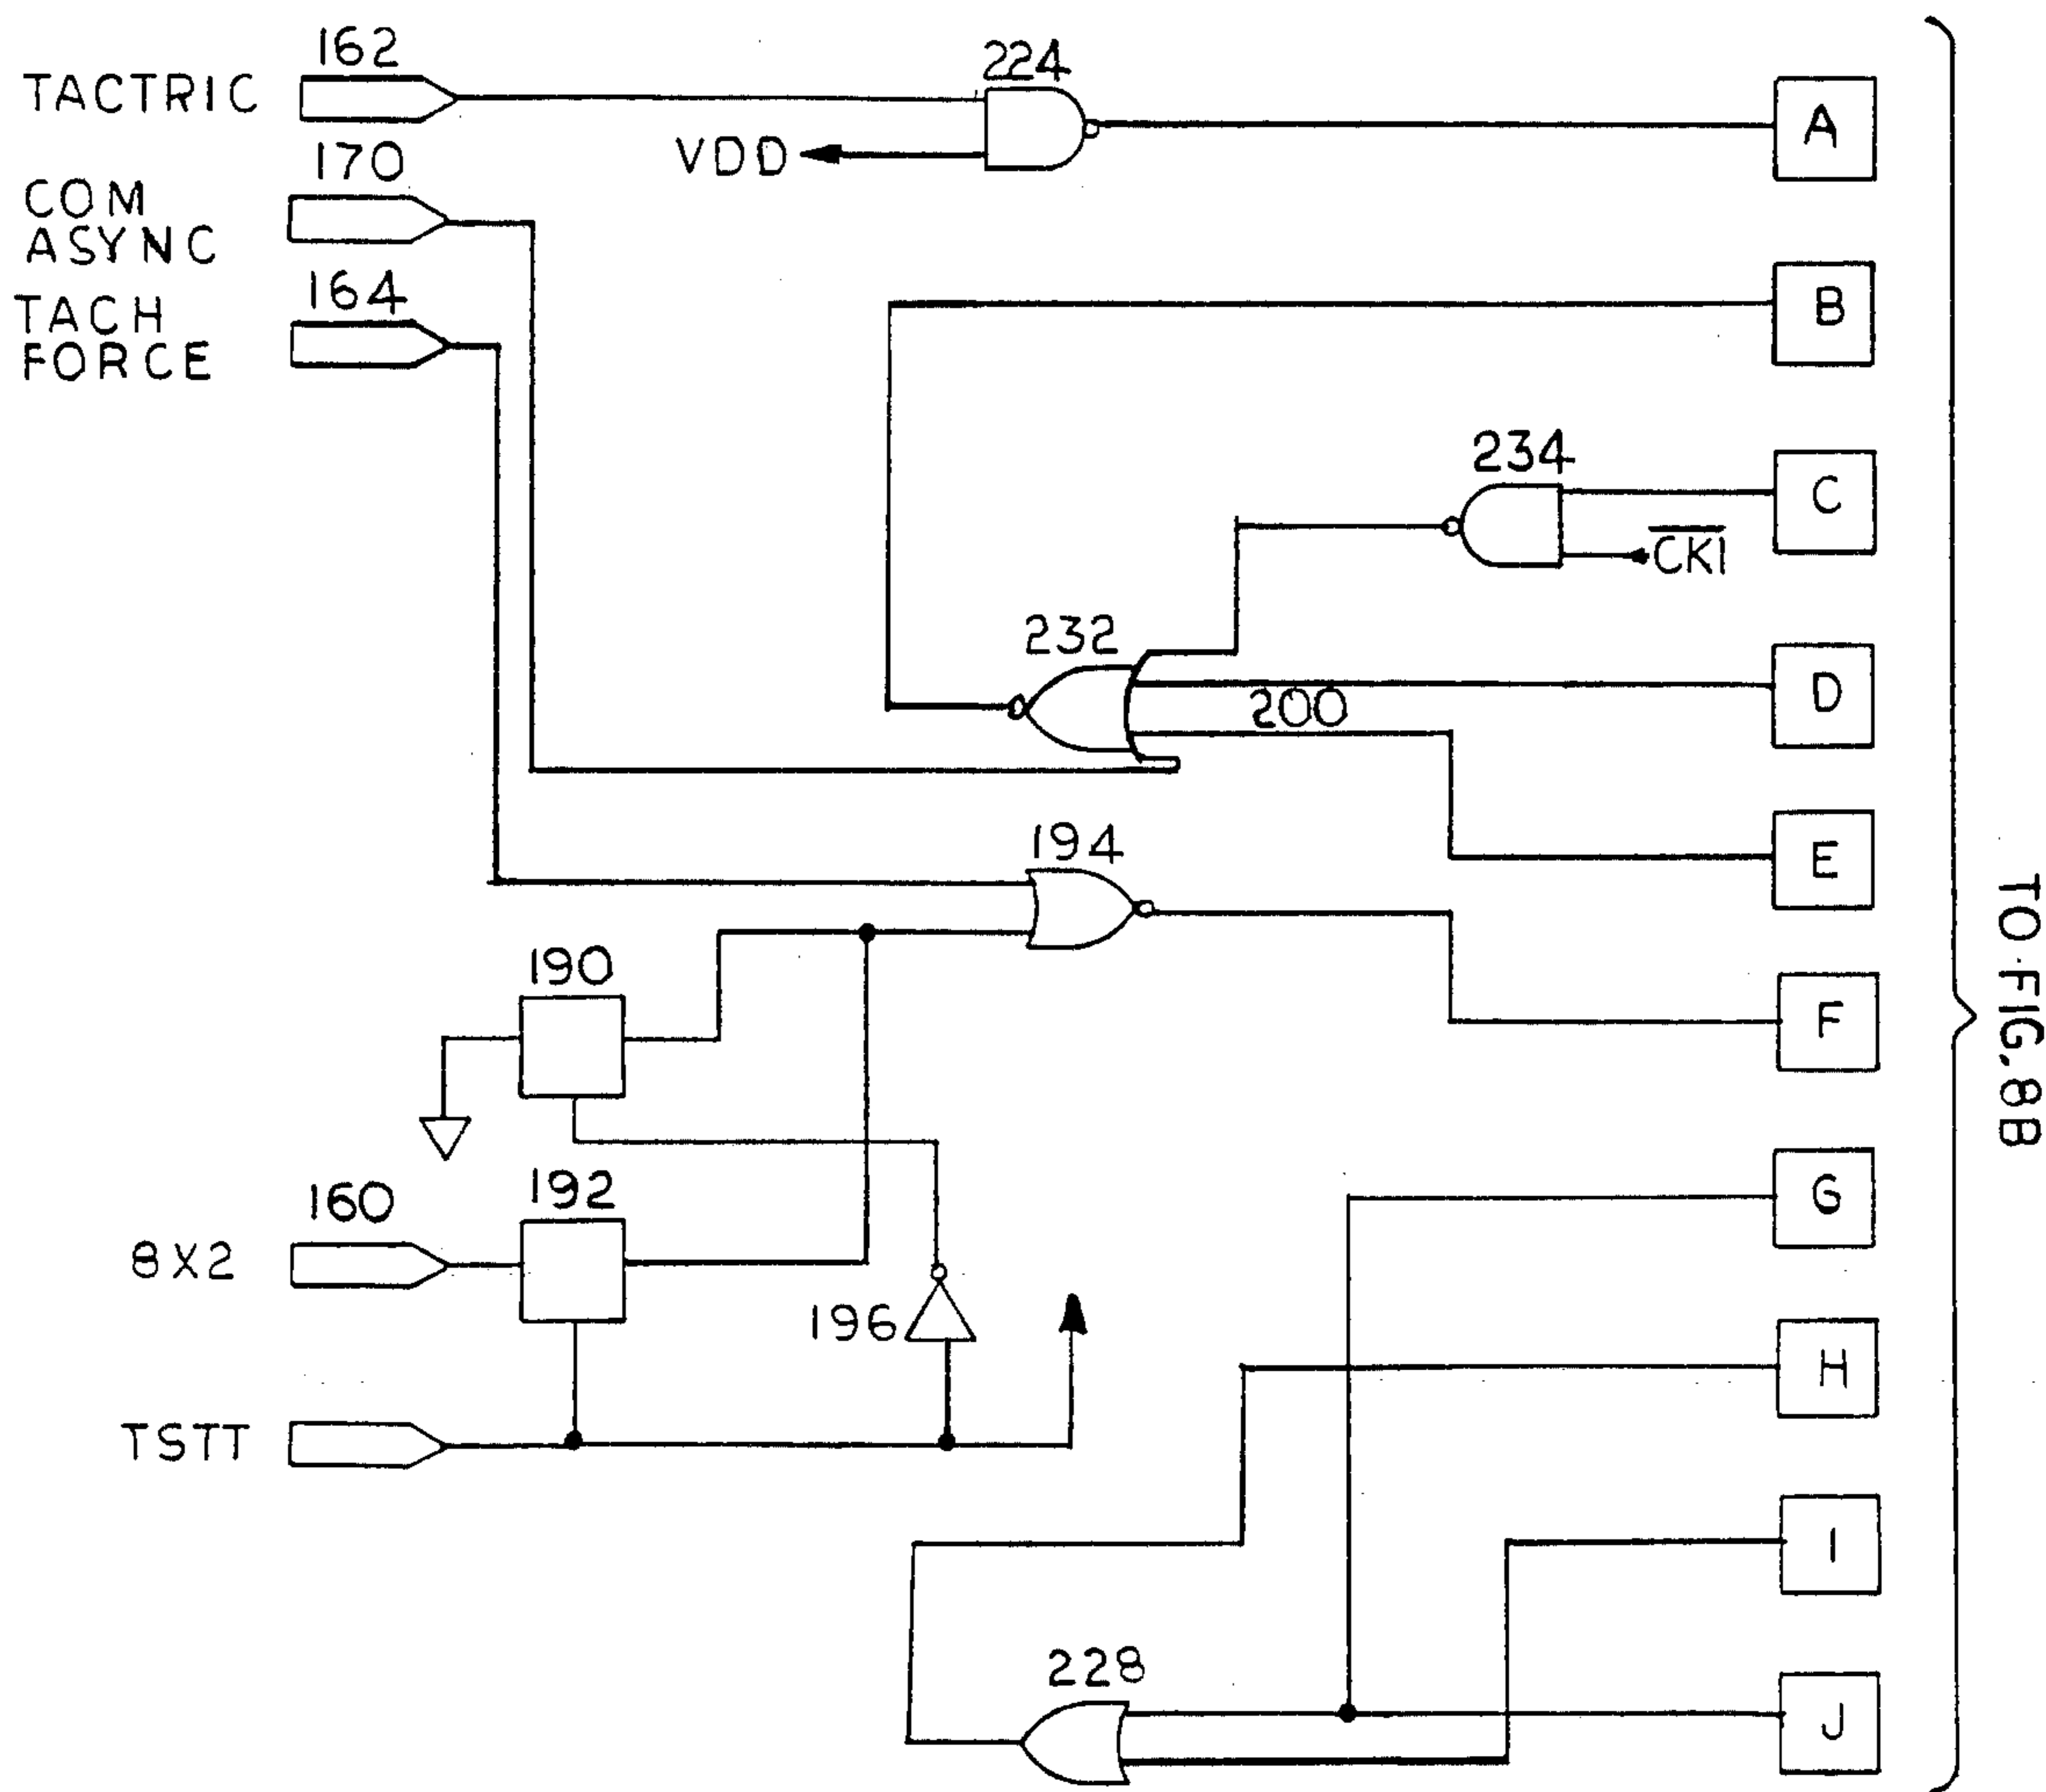 TACTRIC
162
224
A
VDD
170
COM
ASYNC
164
TACH
FORCE
B
234
C
CK1
232
D
200
E
194
190
F
TO FIG. 8B
160
192
8X2
G
196
H
TSTT
I
228
J